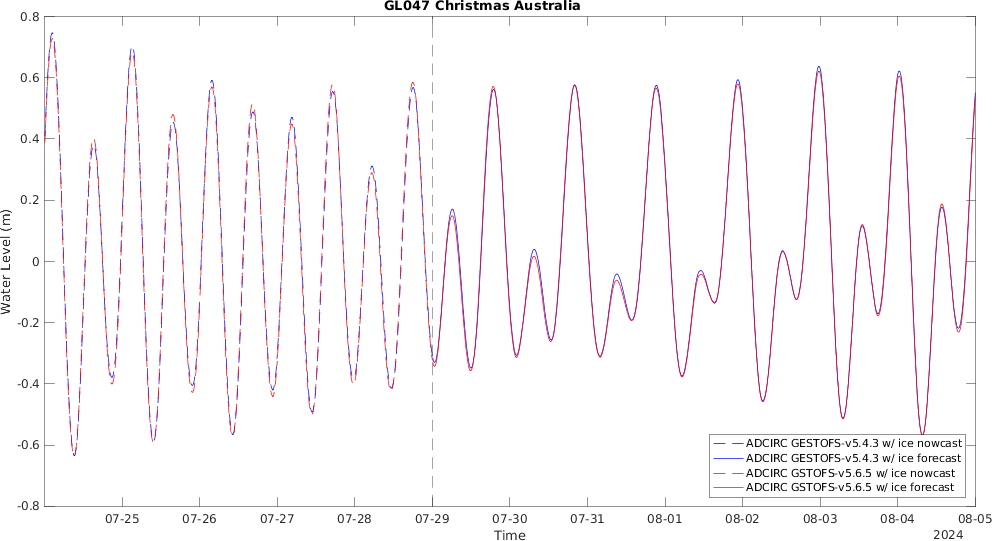 GL047 Christmas Australia
0.8
0.6
0.4
0.2
0
-0.2
-0.4
-0.6
-0.8
Water Level (m)
07-25 07-26 07-27 07-28 07-29 07-30 07-31 08-01 08-02 08-03 08-04 08-05
Time
2024
ADCIRC GESTOFS-v5.4.3 w/ ice nowcast
ADCIRC GESTOFS-v5.4.3 w/ ice forecast
ADCIRC GSTOFS-v5.6.5 w/ ice nowcast
ADCIRC GSTOFS-v5.6.5 w/ ice forecast